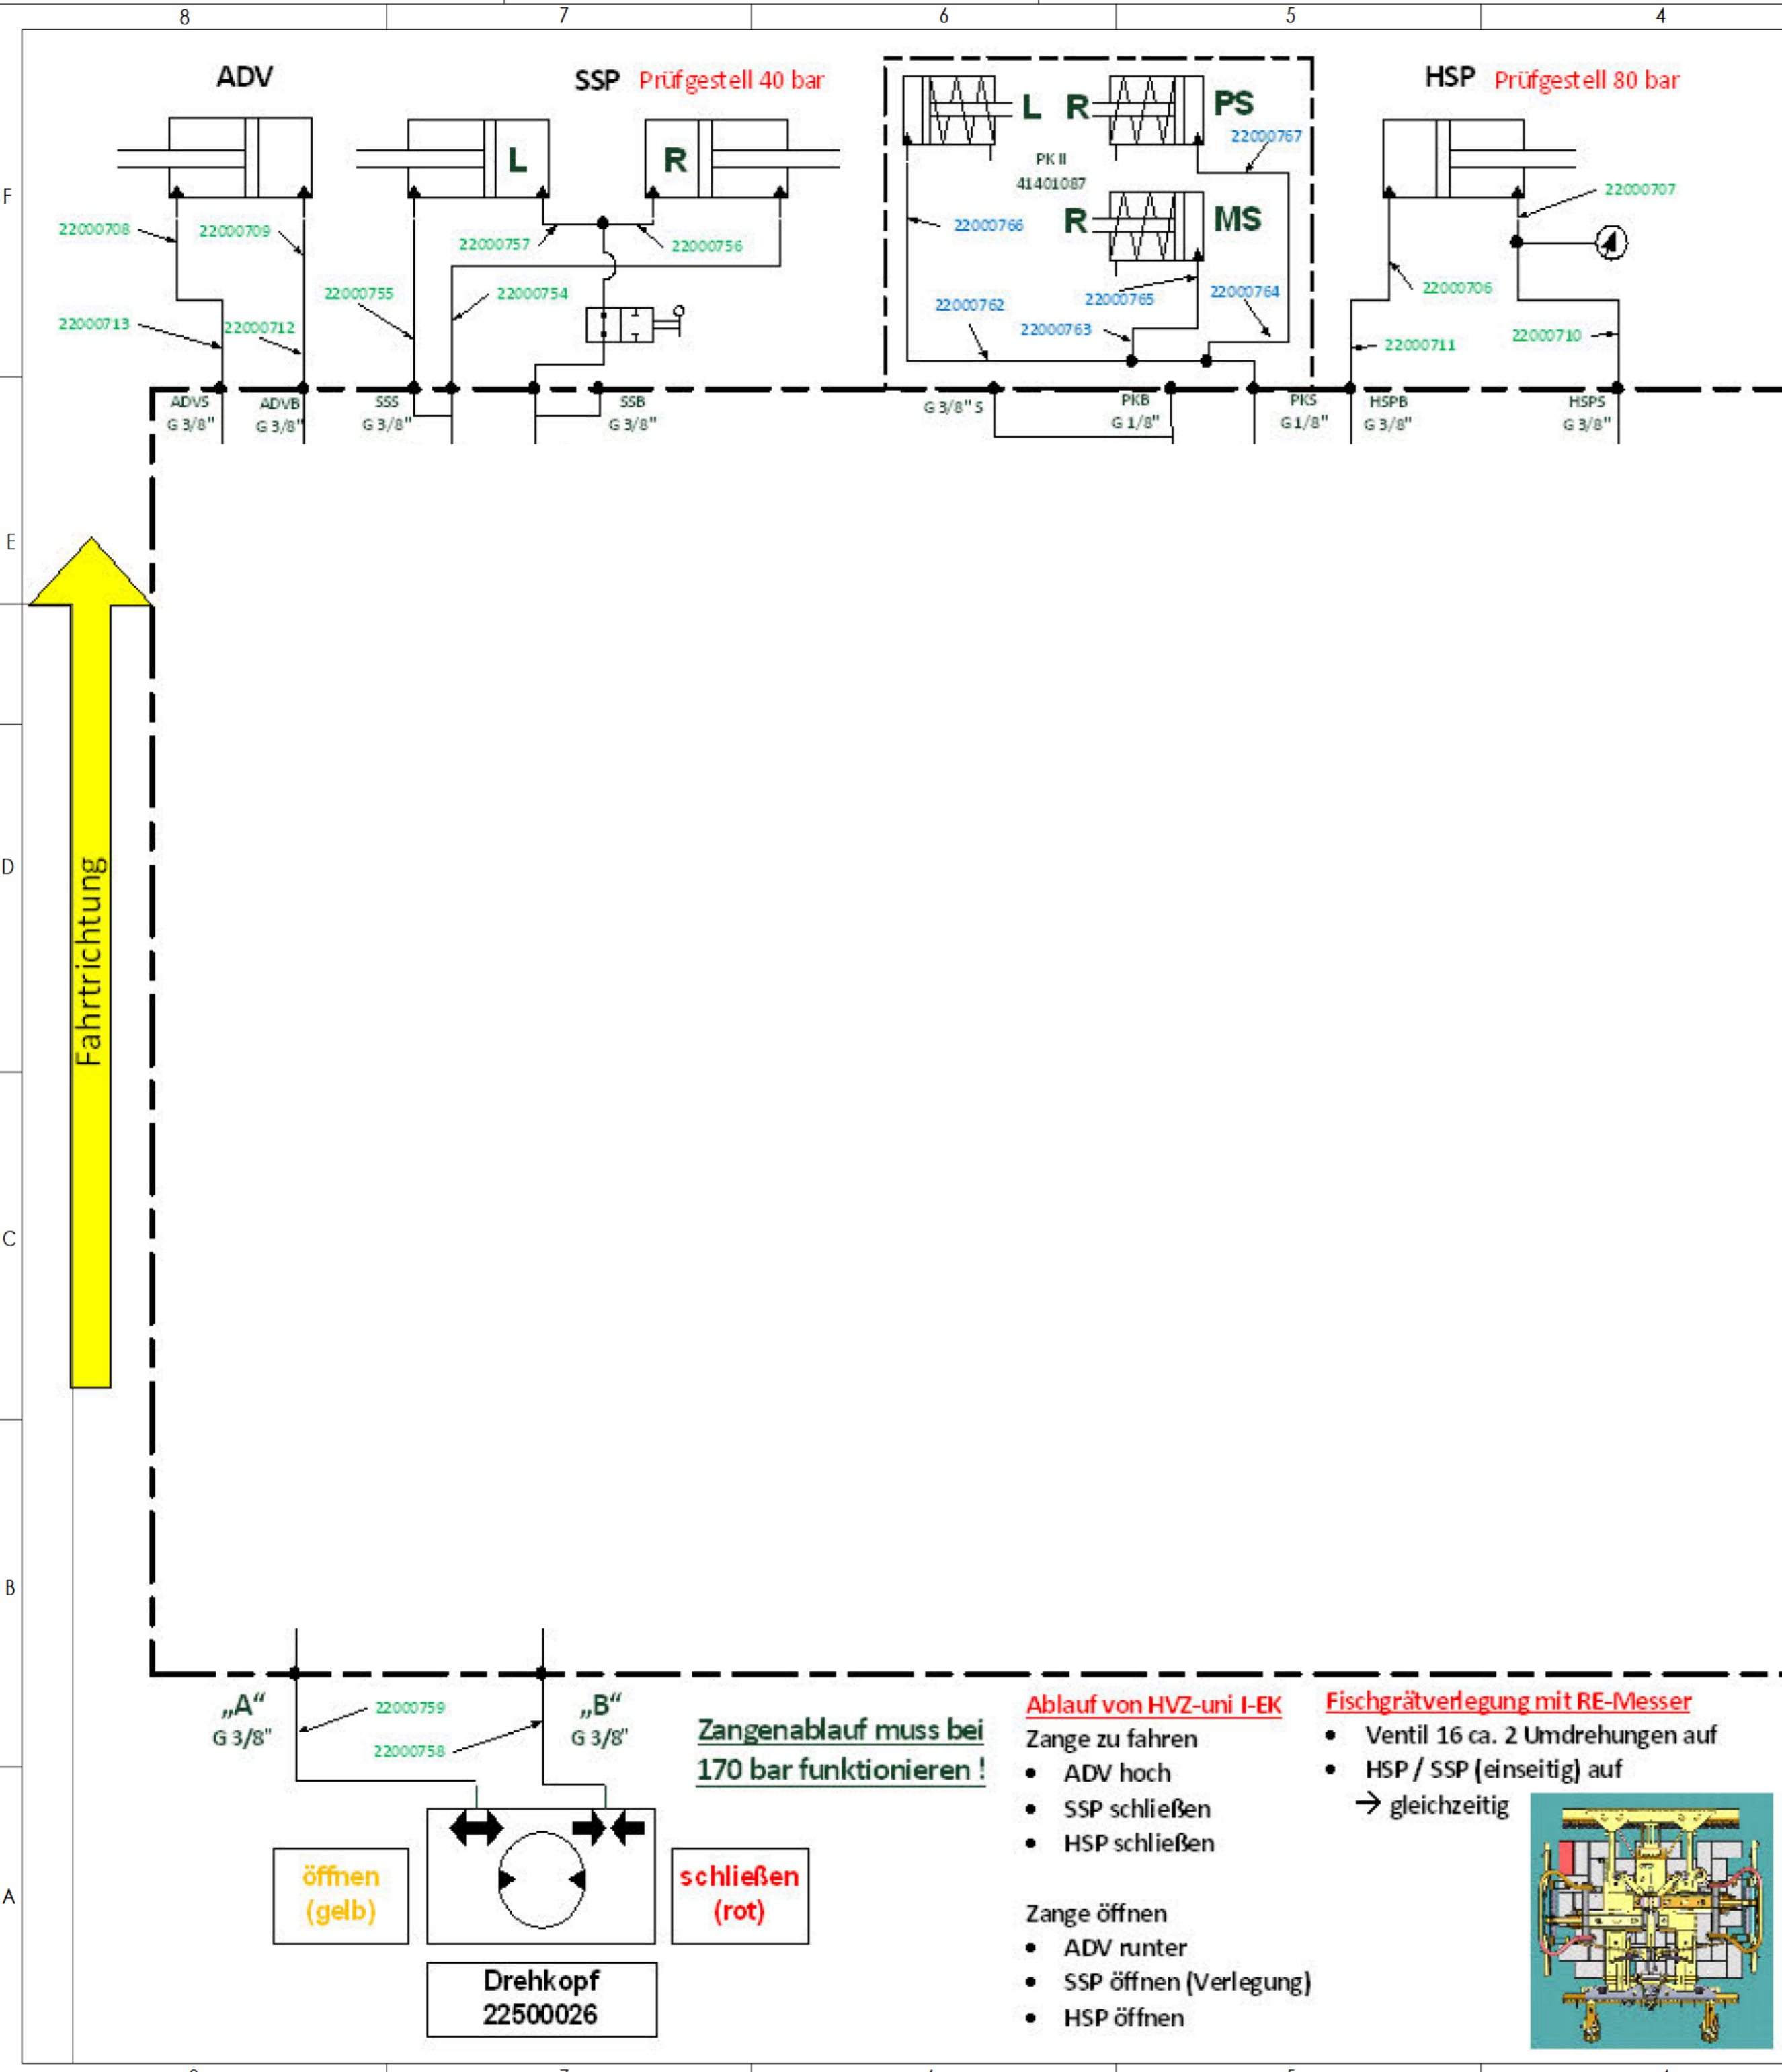 8 7 6 5 4
ADV
SSP Prüfgestell 40 bar
HSP Prüfgestell 80 bar
L R PS
22000767
PK II
41401087
L
R
R MS
F
22000708
22000709
22000757
22000756
22000766
22000707
22000755
22000754
22000762
22000765
22000764
22000706
22000713
22000712
22000763
22000711
22000710
ADVS
G 3/8"
ADVB
G 3/8"
SSS
G 3/8"
SSB
G 3/8"
G 3/8" S
PKB
G 1/8"
PKS
G 1/8"
HSPB
G 3/8"
HSPS
G 3/8"
E
D
Fahrtrichtung
C
B
„A“
G 3/8"
22000759
22000758
„B“
G 3/8"
Zangenablauf muss bei
170 bar funktionieren !
Ablauf von HVZ-uni I-EK
Zange zu fahren
• ADV hoch
• SSP schließen
• HSP schließen
Zange öffnen
• ADV runter
• SSP öffnen (Verlegung)
• HSP öffnen
Fischgrätverlegung mit RE-Messer
• Ventil 16 ca. 2 Umdrehungen auf
• HSP / SSP (einseitig) auf
→ gleichzeitig
A
öffnen
(gelb)
schließen
(rot)
Drehkopf
22500026